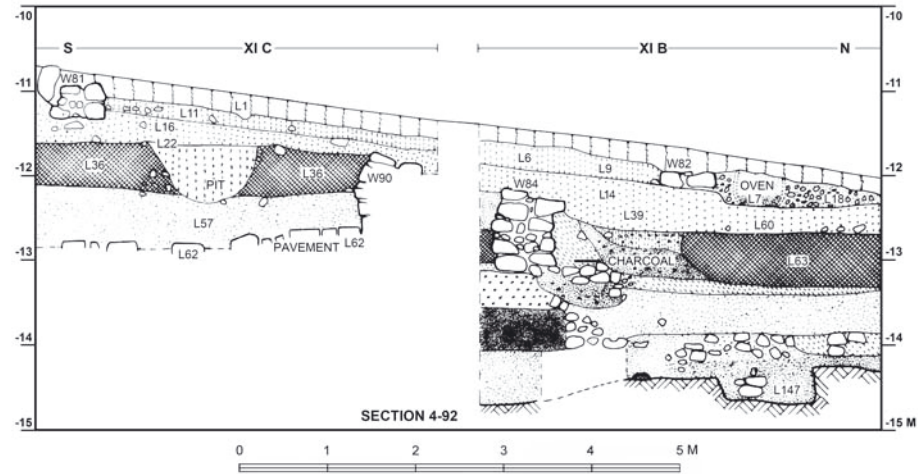 -10
-10
S
XI C
XI B
N
-11
-11
W81
L1
L11
L16
L22
L6
L9
W82
-12
-12
L36
L36
PIT
W90
W84
L14
OVEN
L7
L18
L39
L57
L60
PAVEMENT
L62
L62
-13
-13
CHARCOAL
L63
-14
-14
L147
SECTION 4-92
-15
-15 M
0
1
2
3
4
5 M